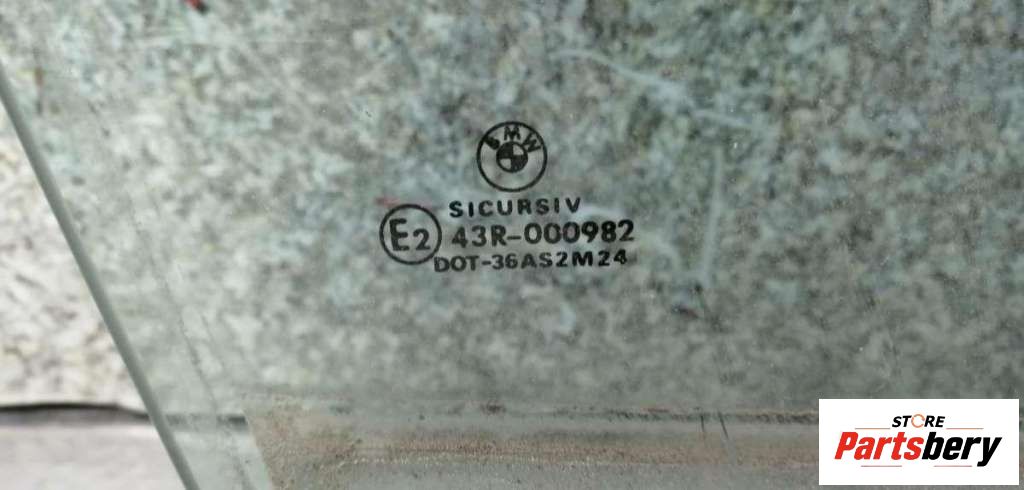 BMW
SICURSIV
E2 43R-000982
DOT-36AS2M24
STORE
Partsbery